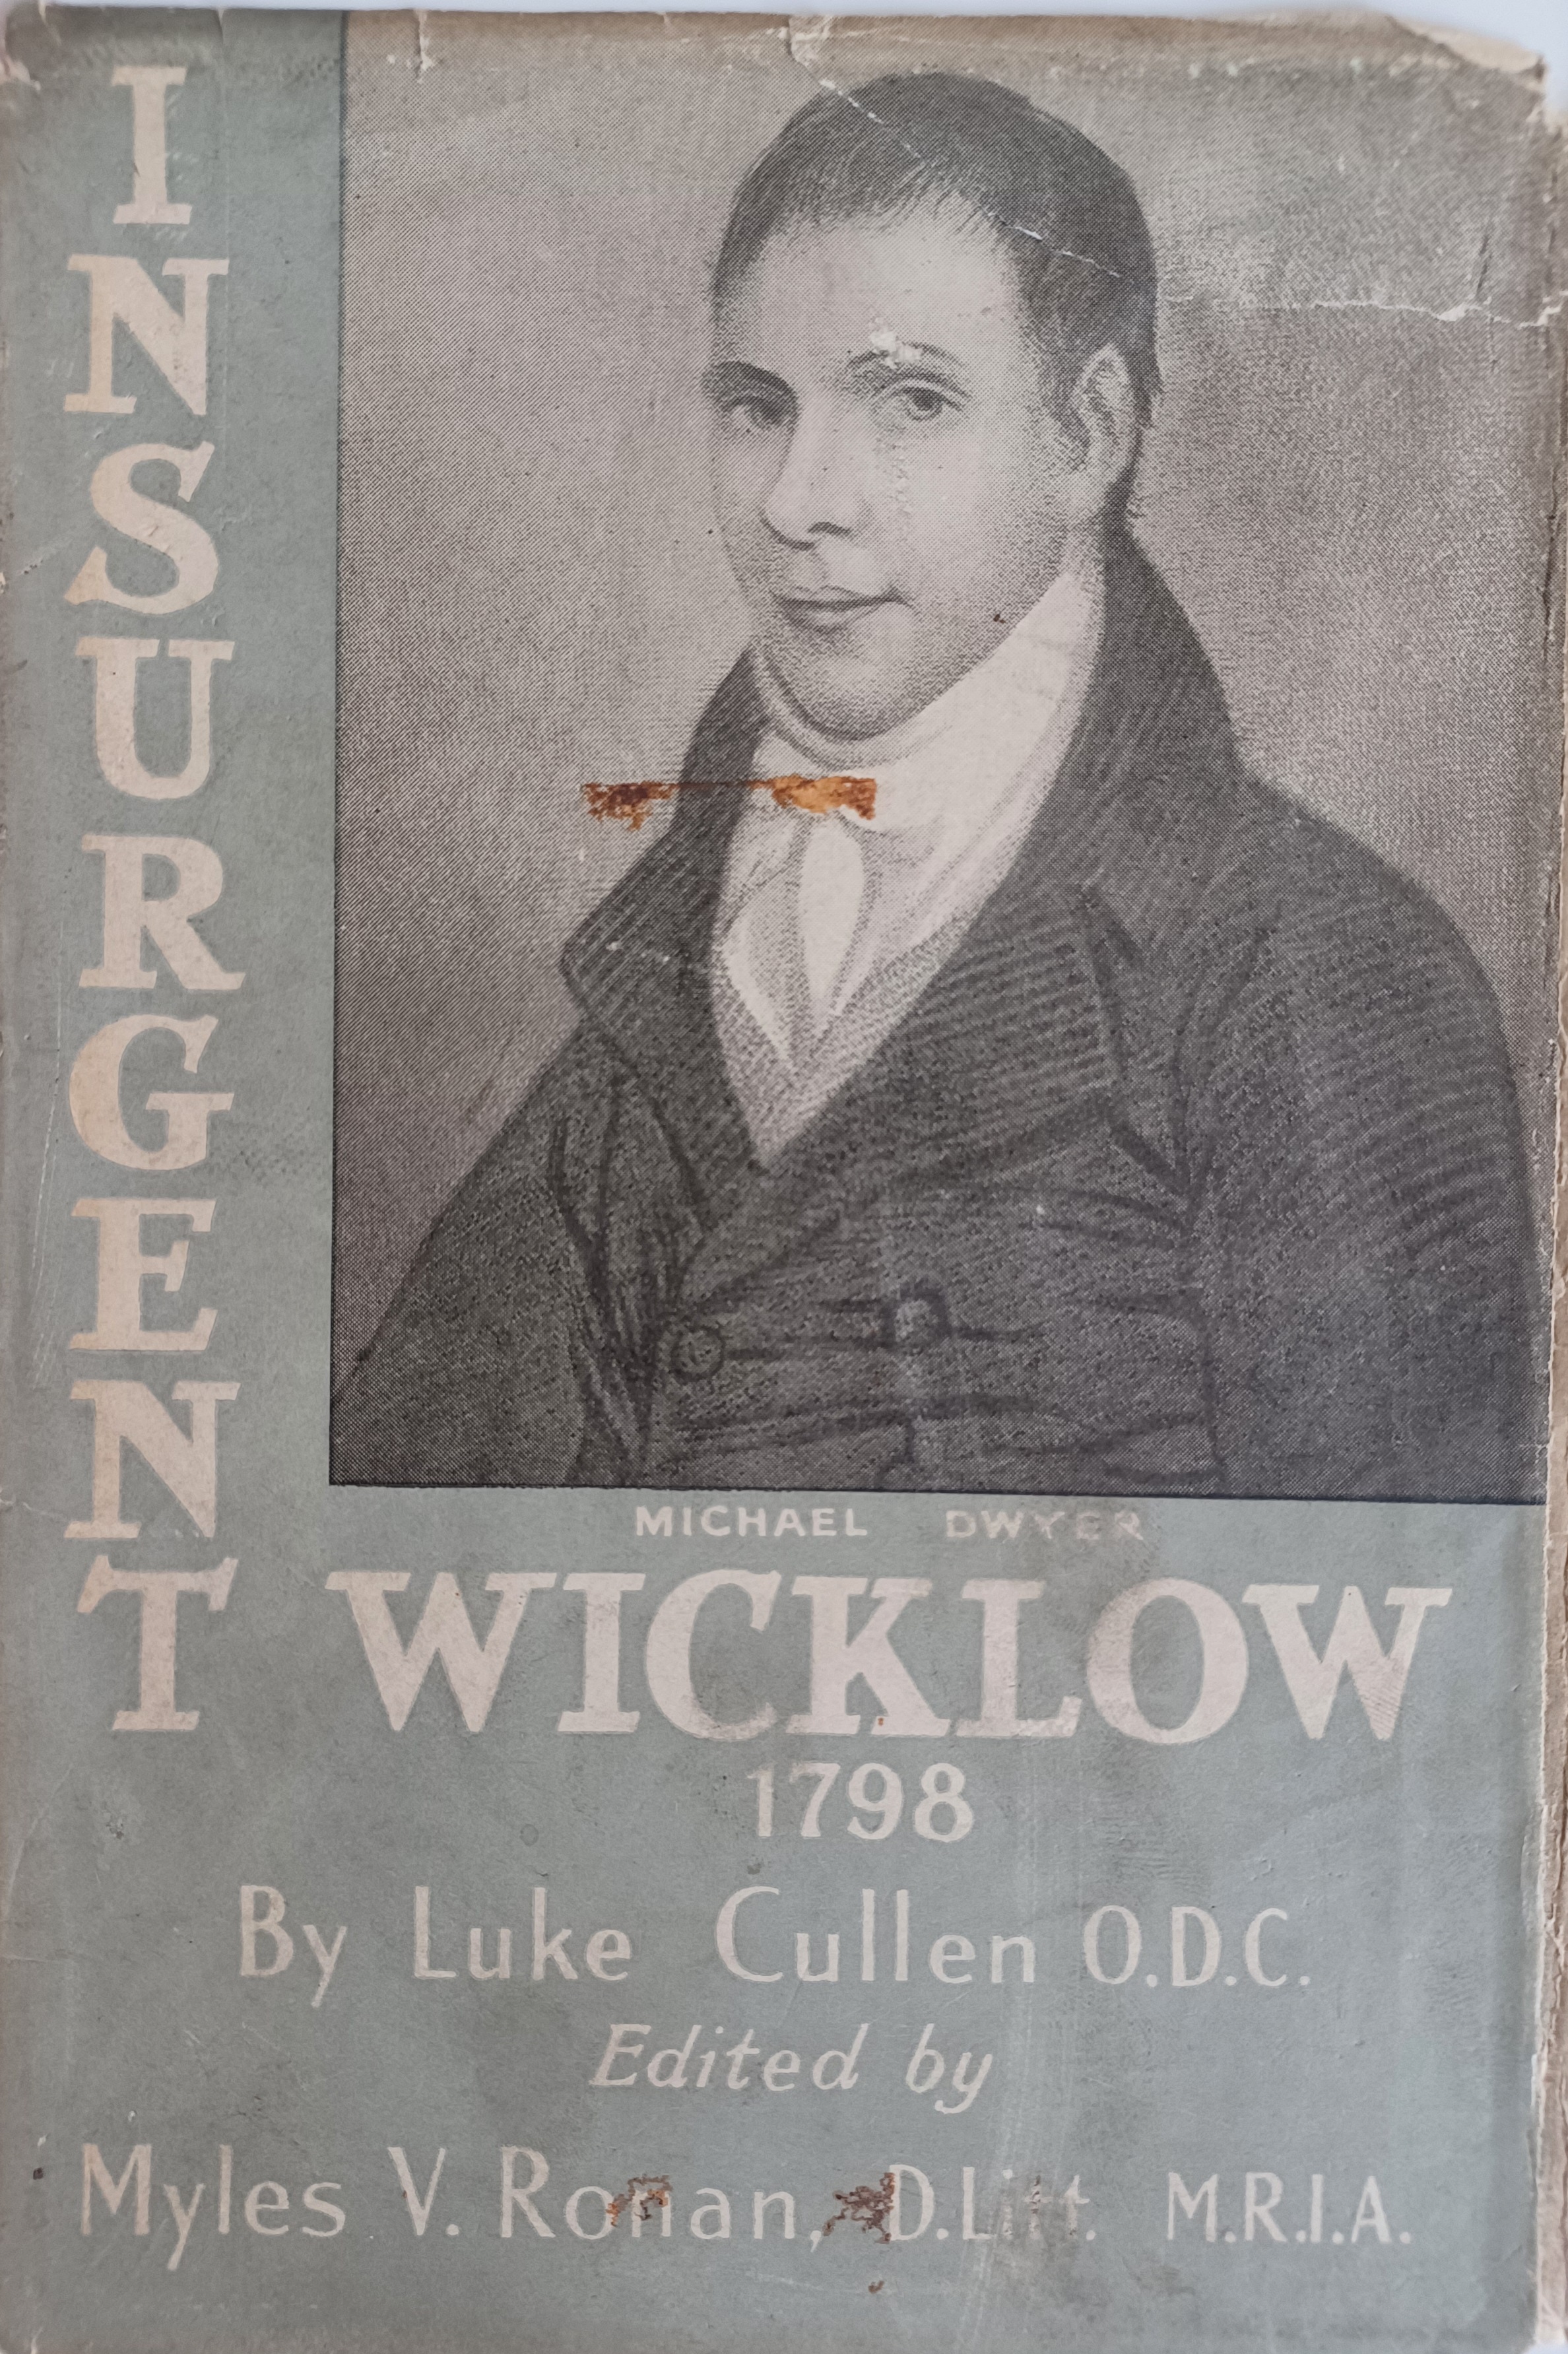 INSURGENT
MICHAEL DWYER
WICKLOW
1798
By Luke Cullen O.D.C.
Edited by
Myles V. Ronan, D.Litt. M.R.I.A.